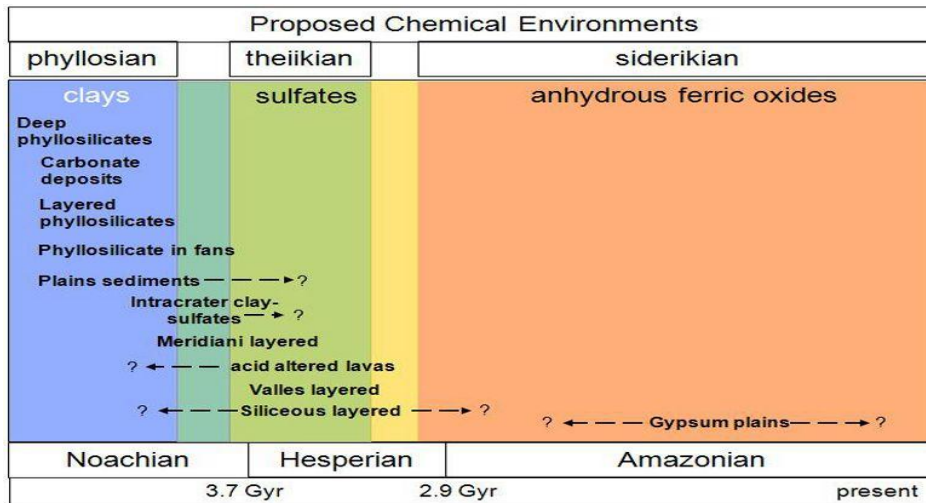 Proposed Chemical Environments
phyllosian theiikian siderikian
clays sulfates anhydrous ferric oxides
Deep
phyllosilicates
Carbonate
deposits
Layered
phyllosilicates
Phyllosilicate in fans
Plains sediments ?
Intracrater clay-
sulfates ?
Meridiani layered
? acid altered lavas
Valles layered
? Siliceous layered ?
? Gypsum plains ?
Noachian Hesperian Amazonian
3.7 Gyr 2.9 Gyr present